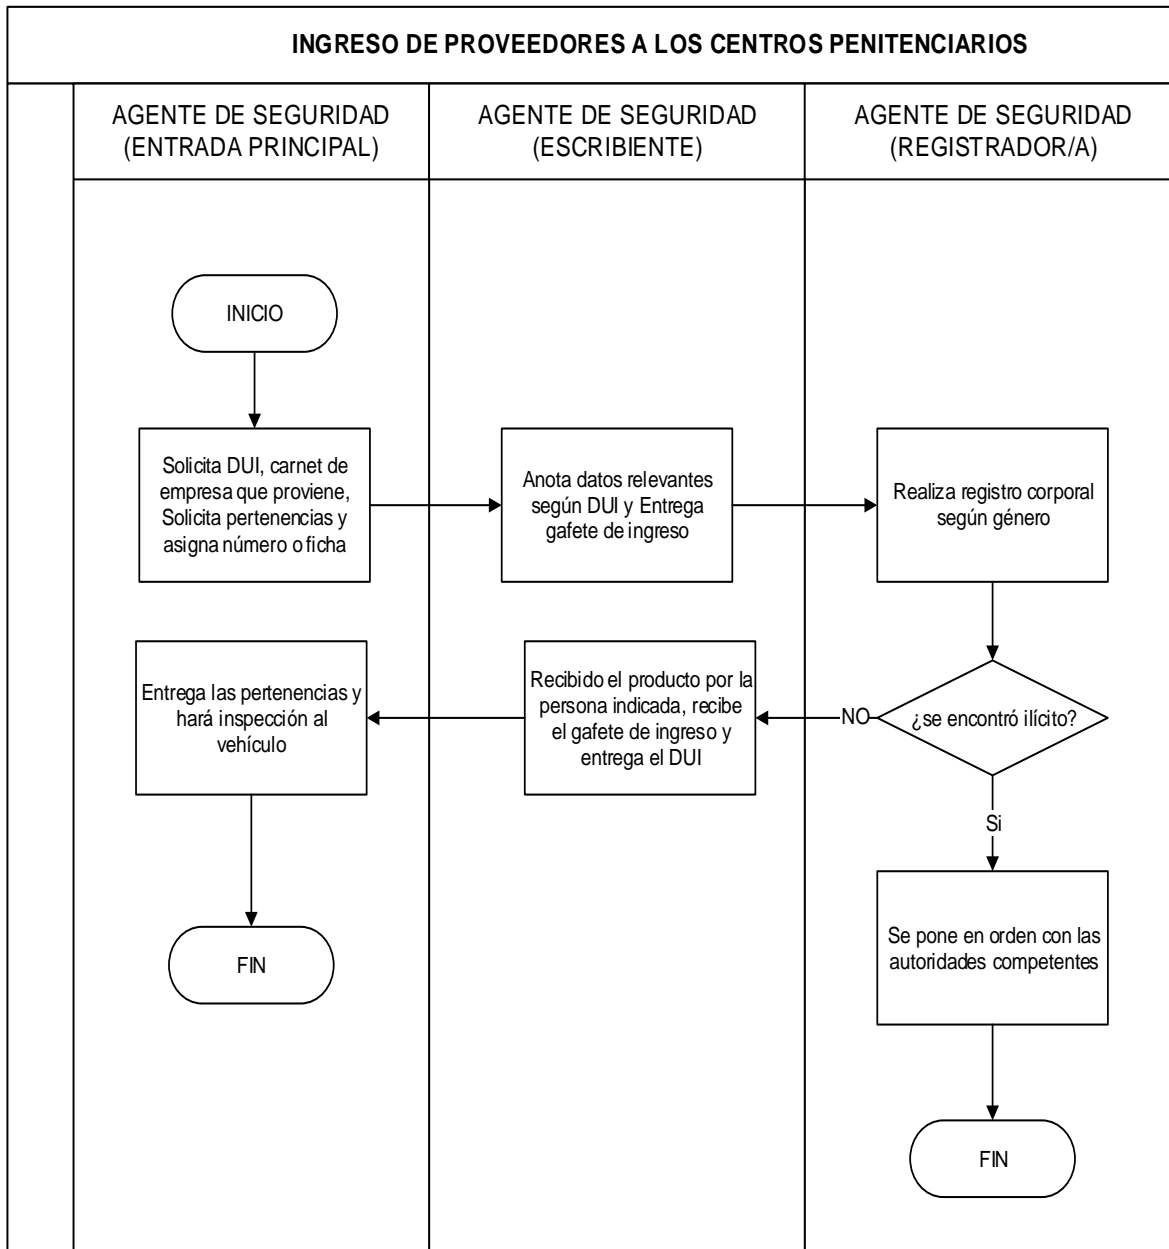 INGRESO DE PROVEEDORES A LOS CENTROS PENITENCIARIOS
AGENTE DE SEGURIDAD
(ENTRADA PRINCIPAL)
AGENTE DE SEGURIDAD
(ESCRIBIENTE)
AGENTE DE SEGURIDAD
(REGISTRADOR/A)
INICIO
Solicita DUI, carnet de
empresa que proviene,
Solicita pertenencias y
asigna número o ficha
Anota datos relevantes
según DUI y Entrega
gafete de ingreso
Realiza registro corporal
según género
Entrega las pertenencias y
hará inspección al
vehículo
Recibido el producto por la
persona indicada, recibe
el gafete de ingreso y
entrega el DUI
NO
¿se encontró ilícito?
Si
Se pone en orden con las
autoridades competentes
FIN
FIN